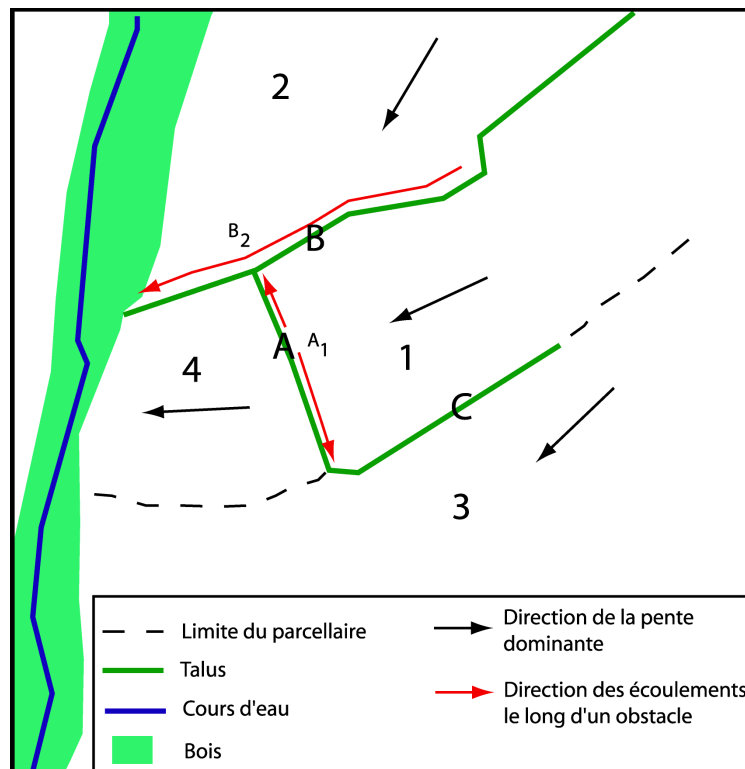 2
B₂
B
A
A₁
1
4
C
3
Limite du parcellaire
Talus
Cours d'eau
Bois
Direction de la pente
dominante
Direction des écoulements
le long d'un obstacle